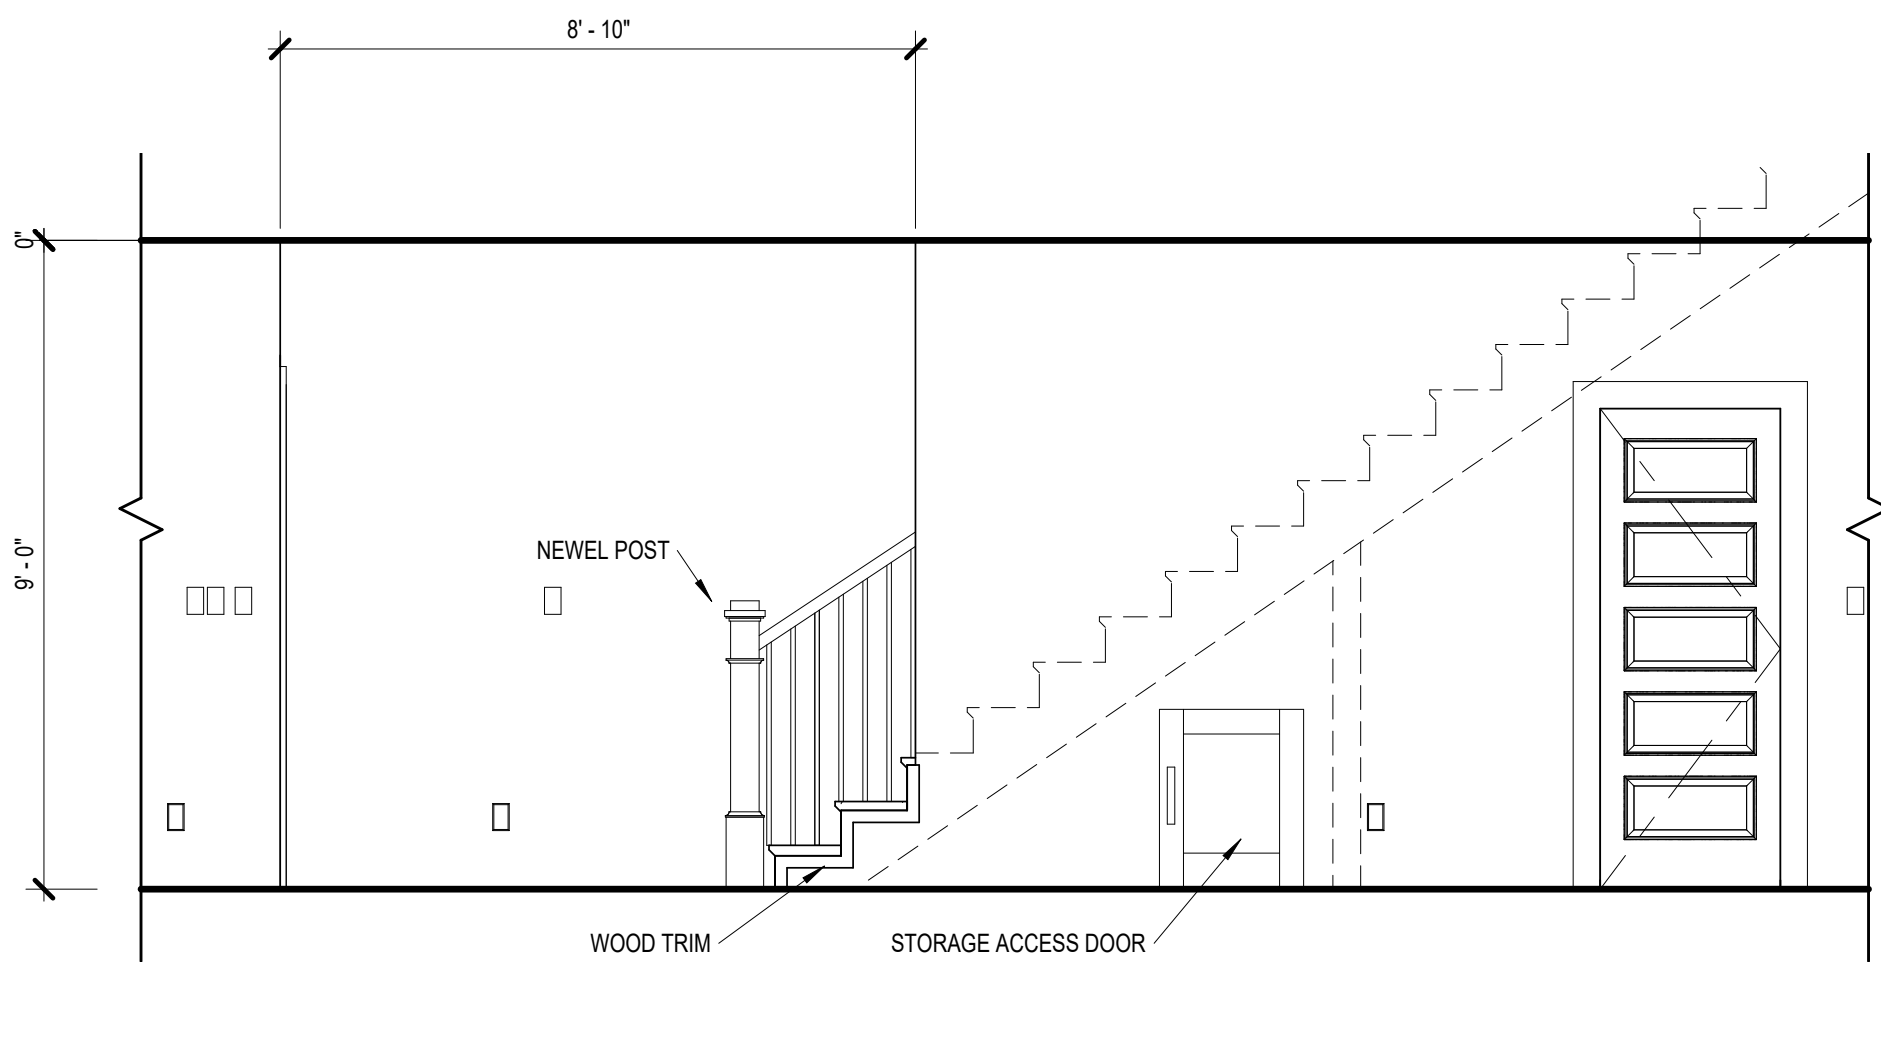 8' - 10"
0"
9' - 0"
NEWEL POST
WOOD TRIM
STORAGE ACCESS DOOR